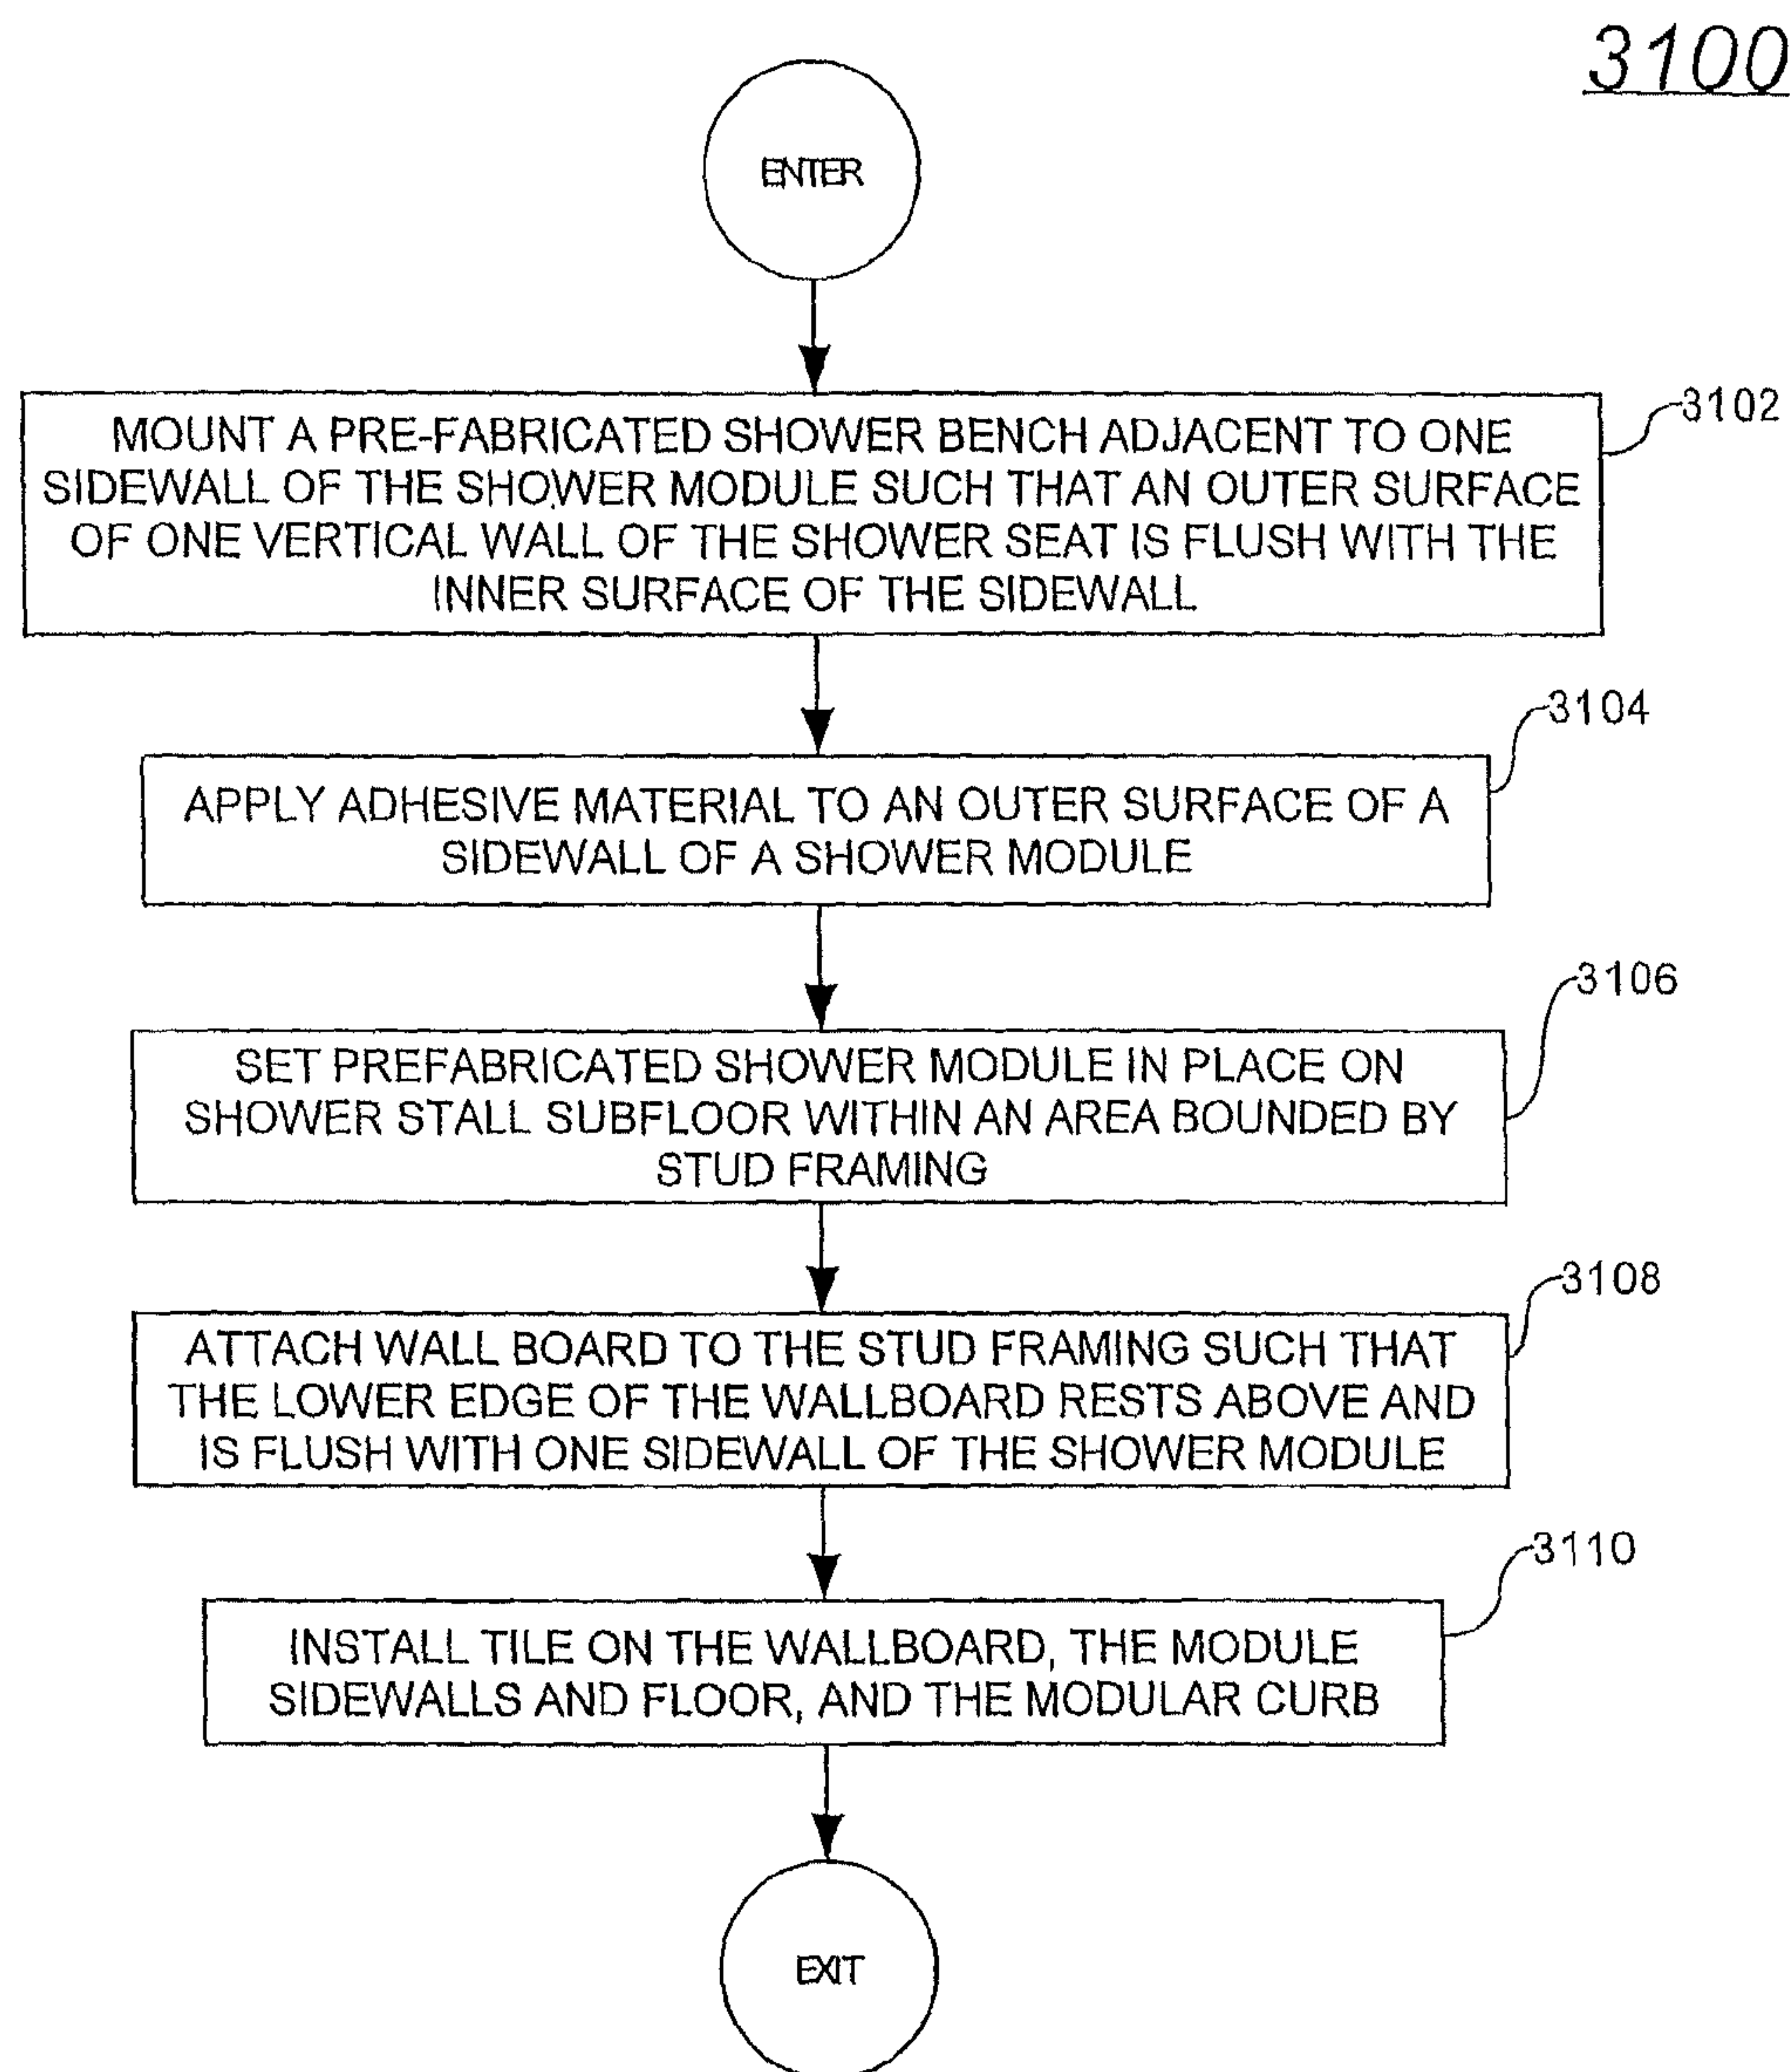 3100
ENTER
3102
MOUNT A PRE-FABRICATED SHOWER BENCH ADJACENT TO ONE
SIDEWALL OF THE SHOWER MODULE SUCH THAT AN OUTER SURFACE
OF ONE VERTICAL WALL OF THE SHOWER SEAT IS FLUSH WITH THE
INNER SURFACE OF THE SIDEWALL
3104
APPLY ADHESIVE MATERIAL TO AN OUTER SURFACE OF A
SIDEWALL OF A SHOWER MODULE
3106
SET PREFABRICATED SHOWER MODULE IN PLACE ON
SHOWER STALL SUBFLOOR WITHIN AN AREA BOUNDED BY
STUD FRAMING
3108
ATTACH WALL BOARD TO THE STUD FRAMING SUCH THAT
THE LOWER EDGE OF THE WALLBOARD RESTS ABOVE AND
IS FLUSH WITH ONE SIDEWALL OF THE SHOWER MODULE
3110
INSTALL TILE ON THE WALLBOARD, THE MODULE
SIDEWALLS AND FLOOR, AND THE MODULAR CURB
EXIT